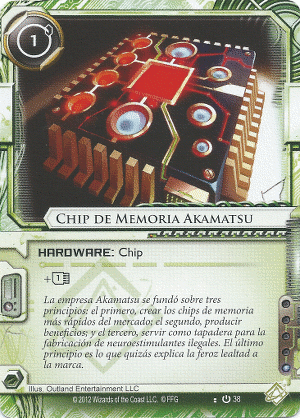 1
CHIP DE MEMORIA AKAMATSU
HARDWARE: Chip
+1
La empresa Akamatsu se fundó sobre tres
principios: el primero, crear los chips de memoria
más rápidos del mercado; el segundo, producir
beneficios; y el tercero, servir como tapadera para la
fabricación de neuroestimulantes ilegales. El último
principio es lo que quizás explica la feroz lealtad a
la marca.
Illus. Outland Entertainment LLC
© 2012 Wizards of the Coast LLC, © FFG
38